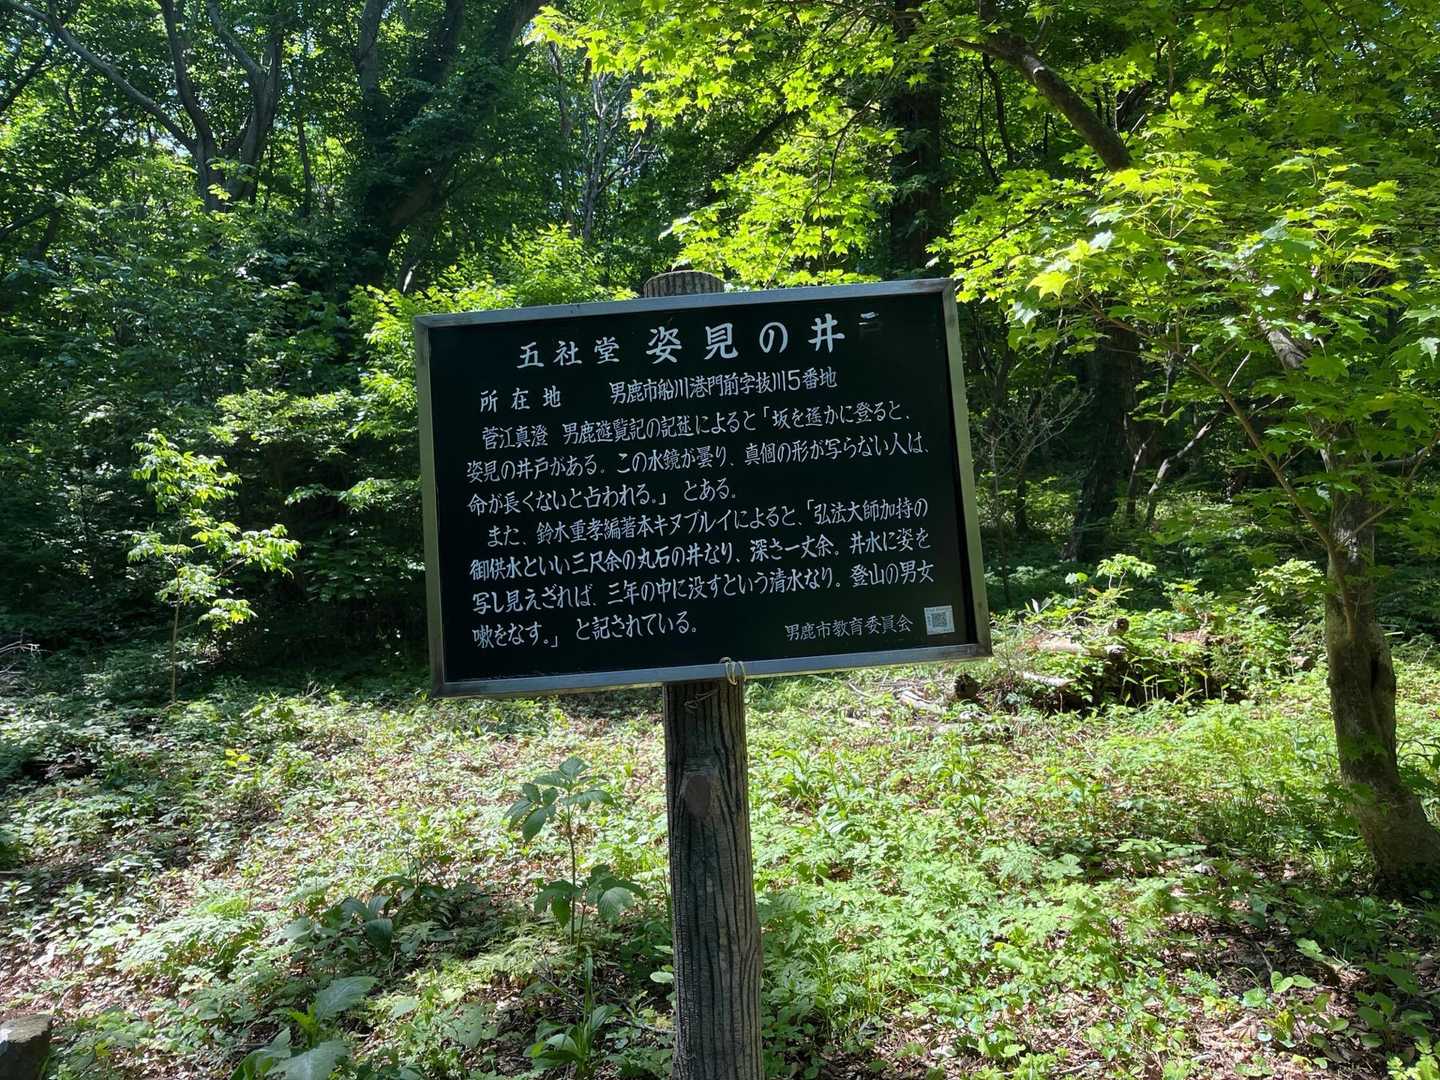 五社堂 姿見の井
所在地 男鹿市船川港門前字抜川5番地
菅江真澄 男鹿遊覧記の記述によると「坂を遥かに登ると、
姿見の井戸がある。この水鏡が曇り、真個の形が写らない人は、
命が長くないと占われる。」とある。
また、鈴木重孝編著本キヌブルイによると、「弘法大師加持の
御供水といい三尺余の丸石の井なり、深さ一丈余。井水に姿を
写し見えざれば、三年の中に没すという清水なり。登山の男女
嗽をなす。」と記されている。
男鹿市教育委員会